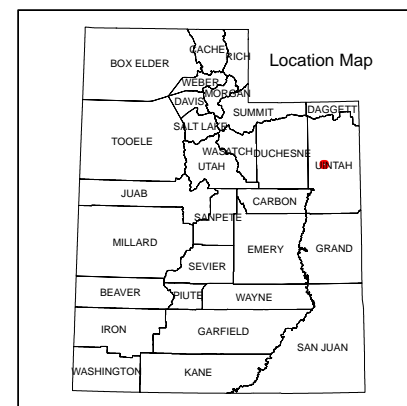 CACHE
RICH
BOX ELDER
Location Map
WEBER
MORGAN
DAVIS
SUMMIT
DAGGETT
SALT LAKE
TOOELE
WASATCH
DUCHESNE
UTAH
UINTAH
JUAB
CARBON
SANPETE
MILLARD
EMERY
GRAND
SEVIER
BEAVER
PIUTE
WAYNE
IRON
GARFIELD
SAN JUAN
WASHINGTON
KANE